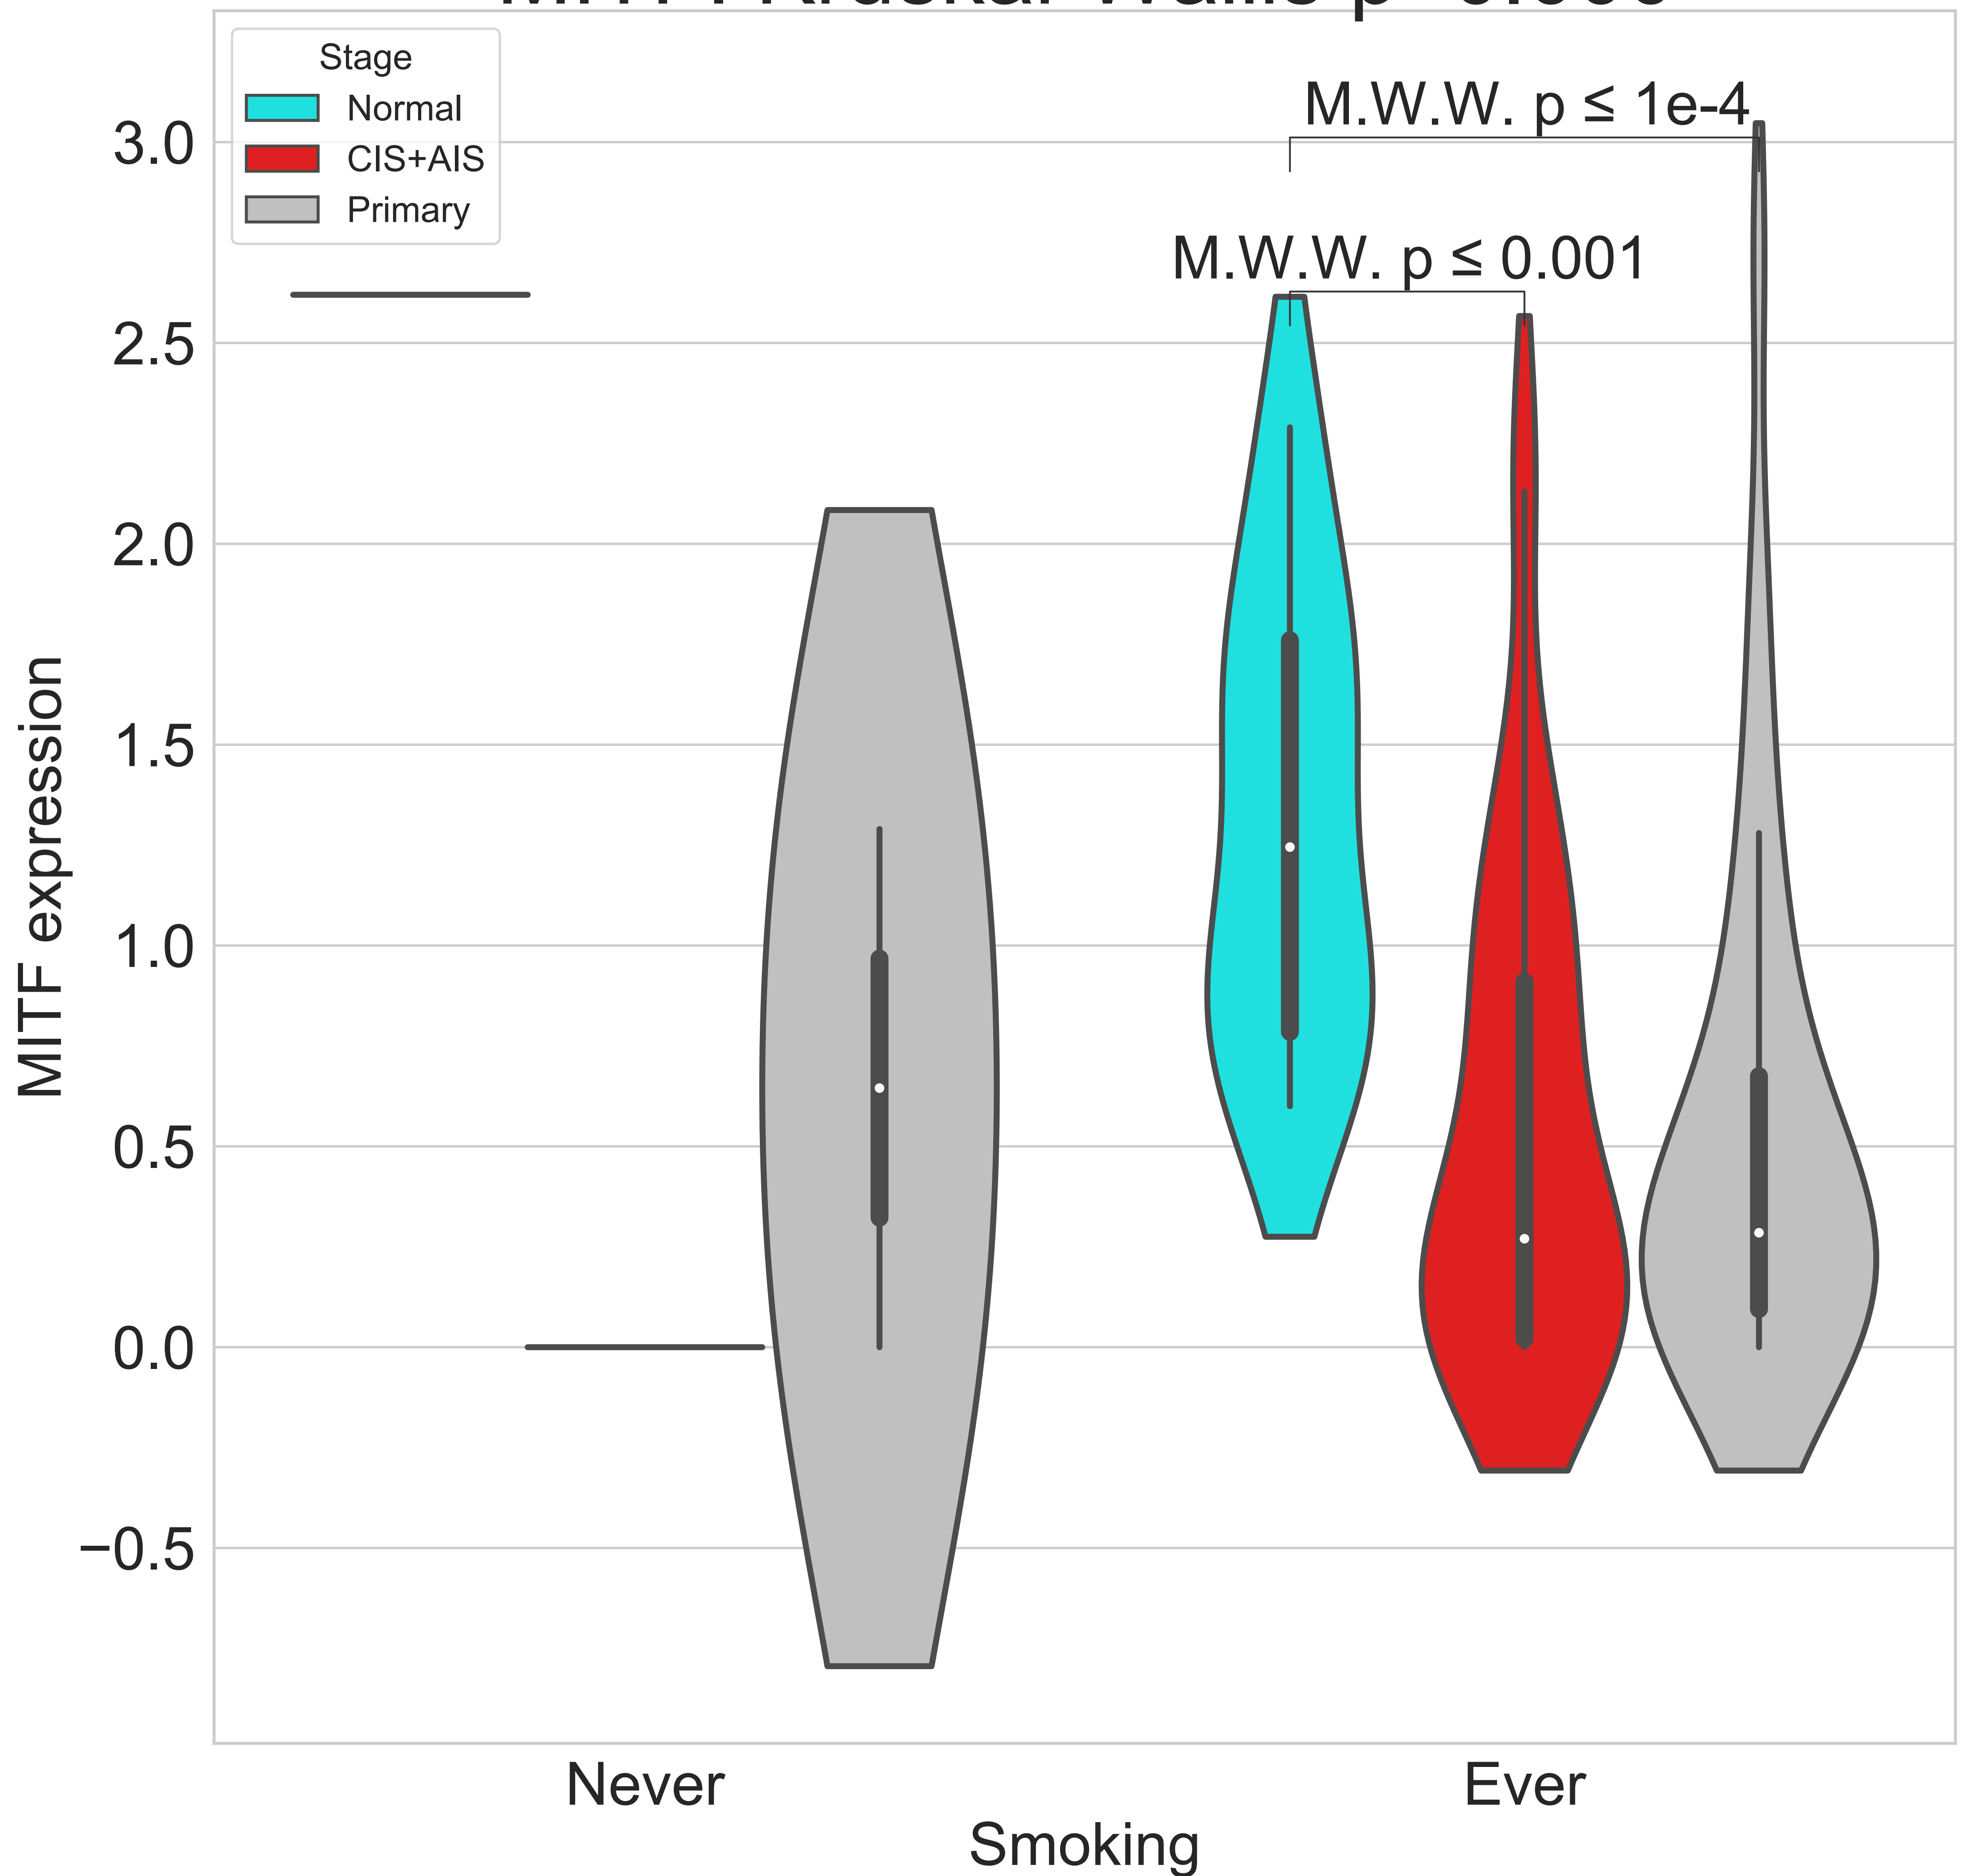 Stage
Normal
CIS+AIS
Primary
M.W.W. p ≤ 1e-4
M.W.W. p ≤ 0.001
3.0
2.5
2.0
1.5
1.0
0.5
0.0
−0.5
MITF expression
Never
Ever
Smoking